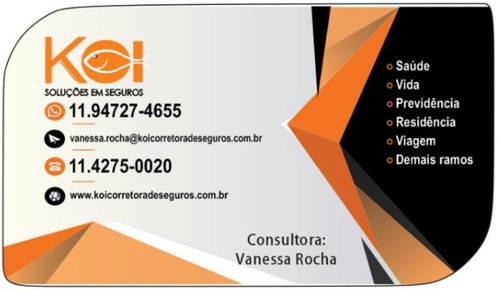 KOI
SOLUÇÕES EM SEGUROS
11.94727-4655
vanessa.rocha@koicorretoradeseguros.com.br
11.4275-0020
www.koicorretoradeseguros.com.br
Saúde
Vida
Previdência
Residência
Viagem
Demais ramos
Consultora:
Vanessa Rocha